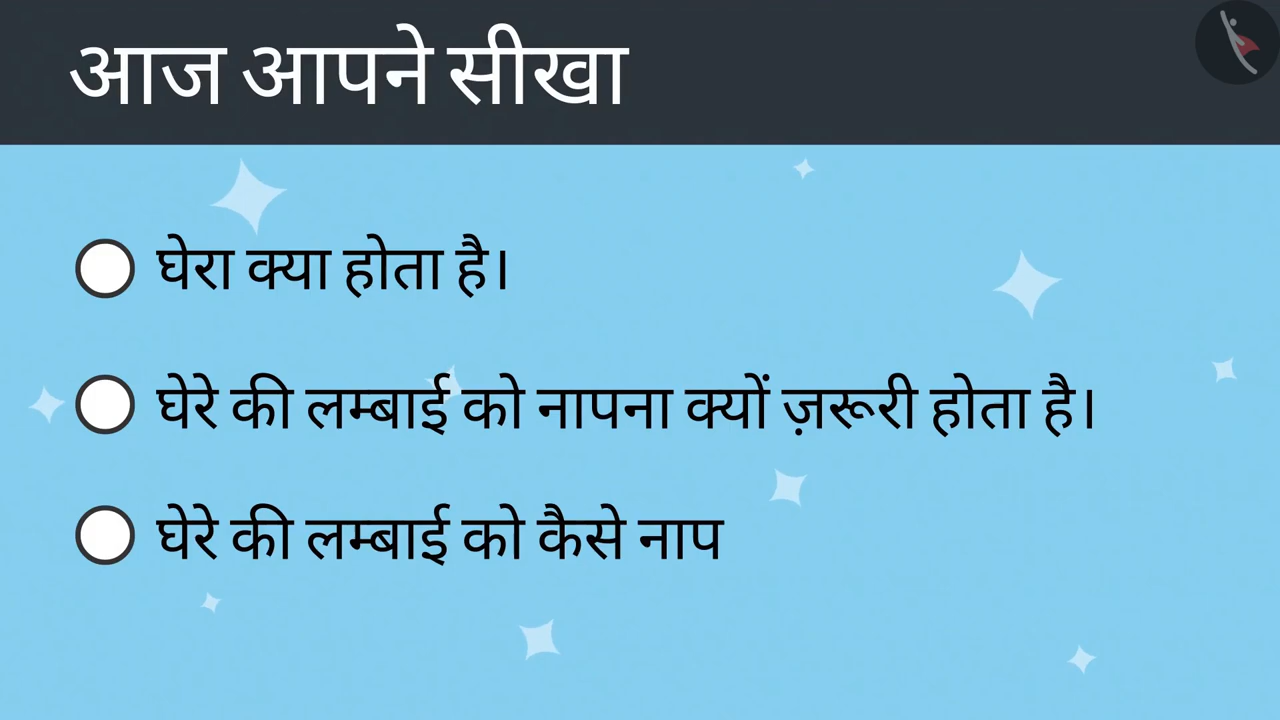 आज आपने सीखा
घेरा क्या होता है।
घेरे की लम्बाई को नापना क्यों ज़रूरी होता है।
घेरे की लम्बाई को कैसे नाप